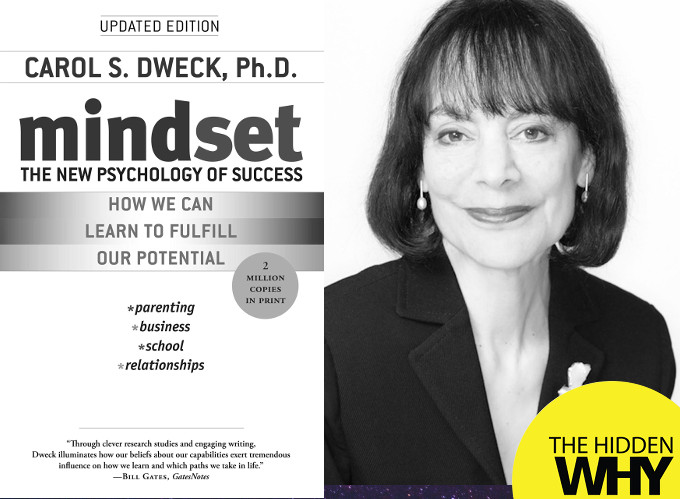 UPDATED EDITION
CAROL S. DWECK, Ph.D.
mindset
THE NEW PSYCHOLOGY OF SUCCESS
HOW WE CAN
LEARN TO FULFILL
OUR POTENTIAL
2
MILLION
COPIES
IN PRINT
*parenting
*business
*school
*relationships
“Through clever research studies and engaging writing,
Dweck illuminates how our beliefs about our capabilities exert tremendous
influence on how we learn and which paths we take in life.”
—BILL GATES, GatesNotes
THE HIDDEN
WHY